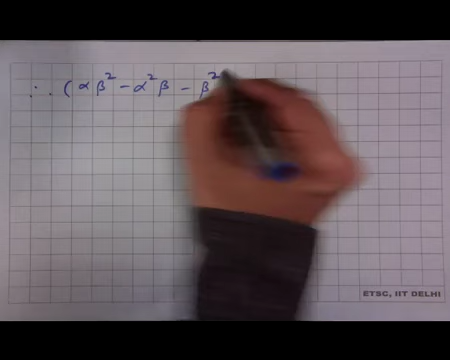 ∴ (αβ² - α²β - β²
ETSC, IIT DELHI